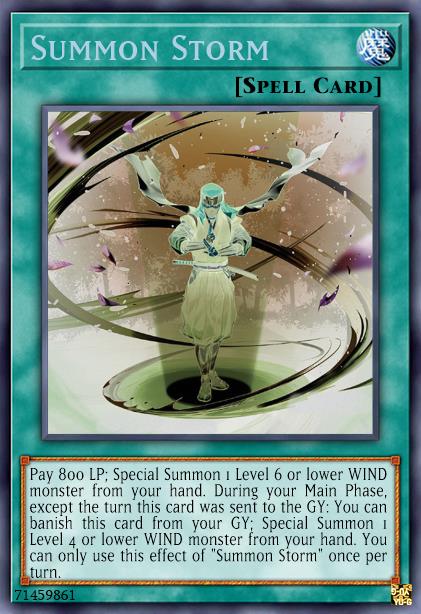 SUMMON STORM
魔
[SPELL CARD]
Pay 800 LP; Special Summon 1 Level 6 or lower WIND
monster from your hand. During your Main Phase,
except the turn this card was sent to the GY: You can
banish this card from your GY; Special Summon 1
Level 4 or lower WIND monster from your hand. You
can only use this effect of "Summon Storm" once per
turn.
71459861